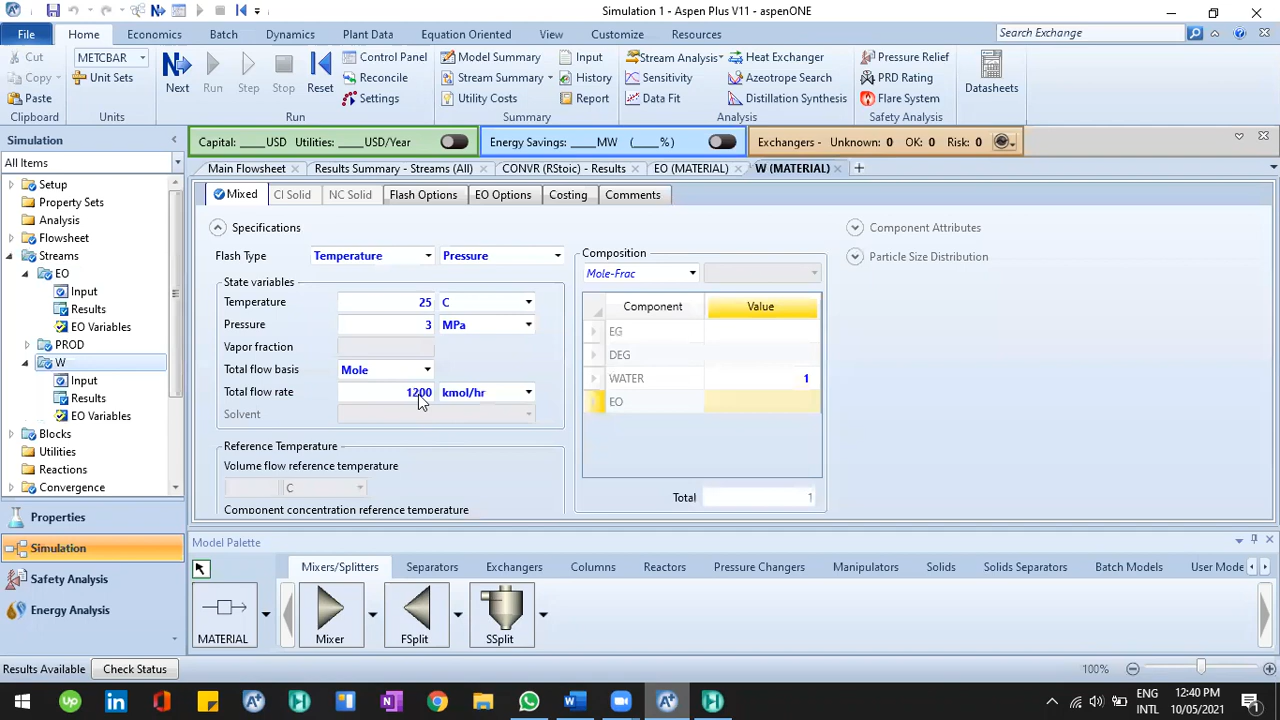 Simulation 1 - Aspen Plus V11 - aspenONE
File Home Economics Batch Dynamics Plant Data Equation Oriented View Customize Resources Search Exchange
Cut METCBAR Control Panel Model Summary Input Stream Analysis Heat Exchanger Pressure Relief
Copy Unit Sets Next Run Step Stop Reset Reconcile Stream Summary History Sensitivity Azeotrope Search PRD Rating Datasheets
Paste Settings Utility Costs Report Data Fit Distillation Synthesis Flare System
Clipboard Units Run Summary Analysis Safety Analysis
Simulation Capital: ____USD Utilities: ____USD/Year Energy Savings: ____MW (____%) Exchangers - Unknown: 0 OK: 0 Risk: 0
All Items Main Flowsheet Results Summary - Streams (All) CONVR (RStoic) - Results EO (MATERIAL) W (MATERIAL)
Setup
Property Sets
Analysis
Flowsheet
Streams
EO
Input
Results
EO Variables
PROD
W
Input
Results
EO Variables
Blocks
Utilities
Reactions
Convergence
Properties
Simulation
Safety Analysis
Energy Analysis
Mixed CI Solid NC Solid Flash Options EO Options Costing Comments
Specifications
Flash Type Temperature Pressure
State variables
Temperature 25 C
Pressure 3 MPa
Vapor fraction
Total flow basis Mole
Total flow rate 1200 kmol/hr
Solvent
Reference Temperature
Volume flow reference temperature
C
Component concentration reference temperature
Composition
Mole-Frac
Component Value
EG
DEG
WATER 1
EO
Total 1
Component Attributes
Particle Size Distribution
Model Palette
Mixers/Splitters Separators Exchangers Columns Reactors Pressure Changers Manipulators Solids Solids Separators Batch Models User Mode
MATERIAL Mixer FSplit SSplit
Results Available Check Status 100%
ENG 12:40 PM
INTL 10/05/2021